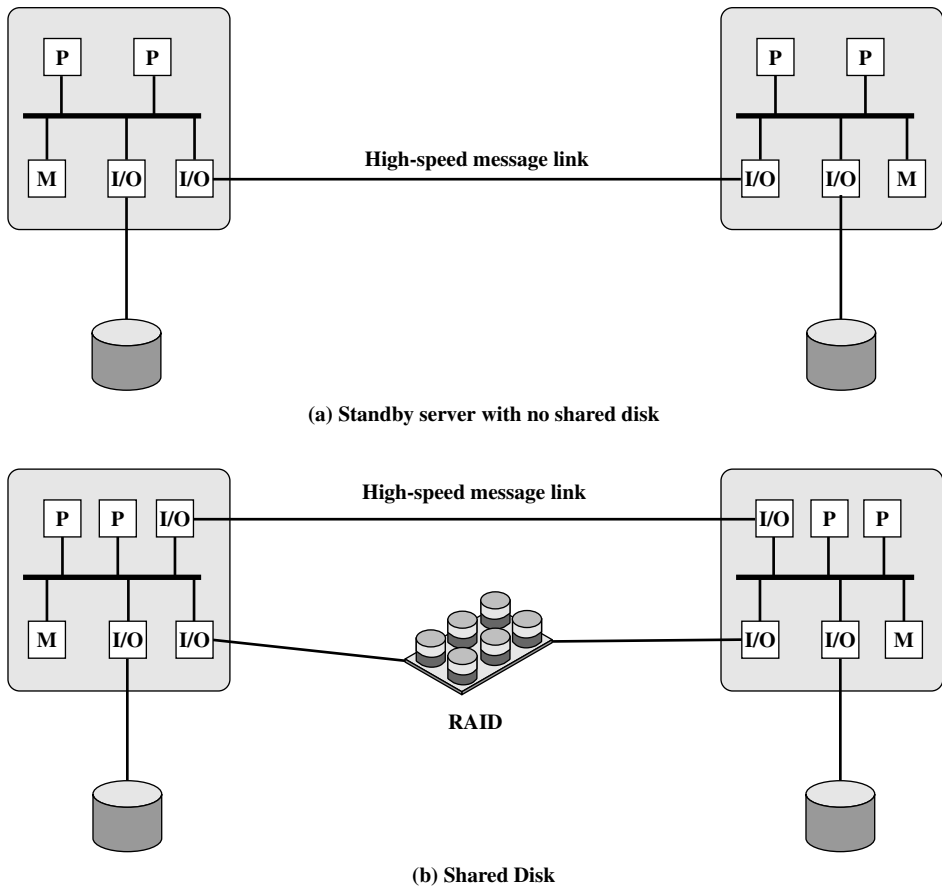 P P
P P
M I/O I/O
High-speed message link
I/O I/O M
(a) Standby server with no shared disk
P P I/O
High-speed message link
I/O P P
M I/O I/O
I/O I/O M
RAID
(b) Shared Disk